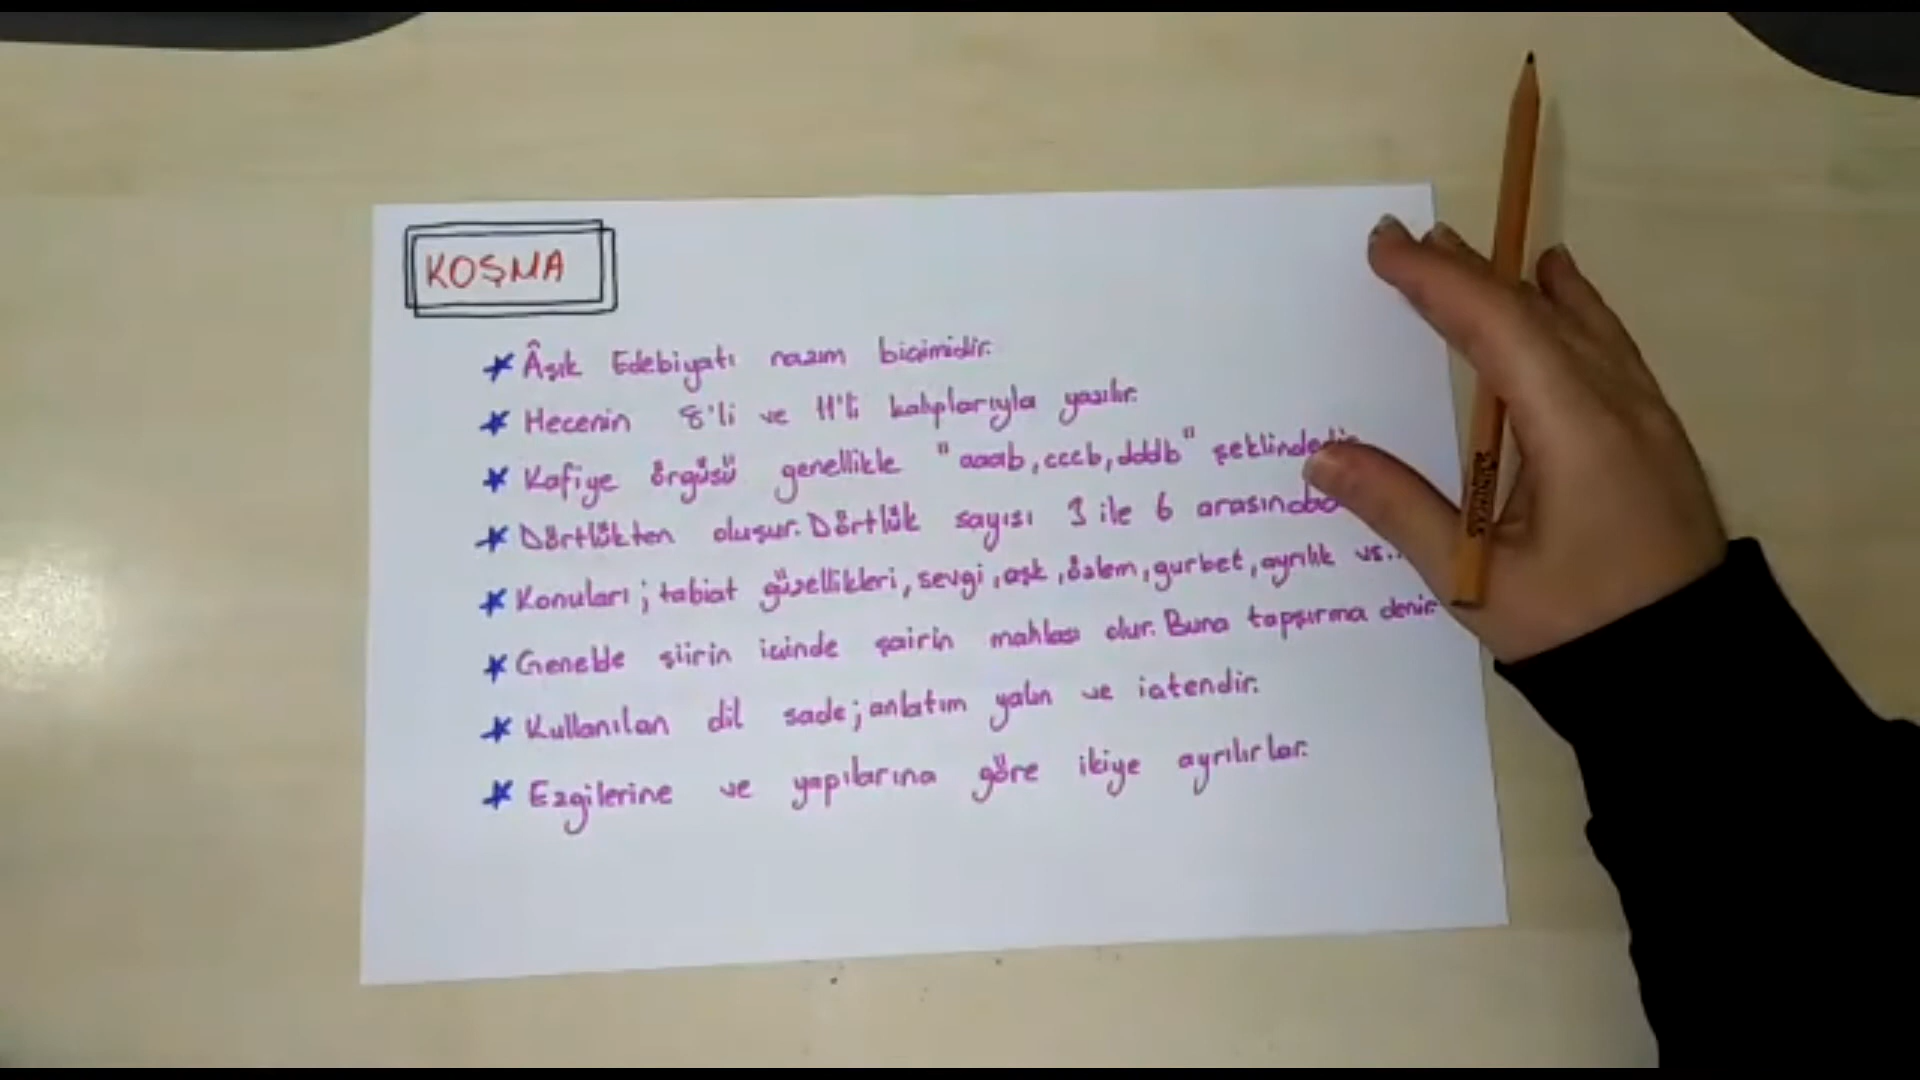 KOŞMA
Âşık Edebiyatı nazım biçimidir.
Hecenin 8'li ve 11'li kalıplarıyla yazılır.
Kafiye örgüsü genellikle "aaab, cccb, dddb" şeklindedir
Dörtlükten oluşur. Dörtlük sayısı 3 ile 6
Konuları; tabiat güzellikleri, sevgi, aşk, özlem, gurbet, ayrılık vs...
Genelde şiirin içinde şairin mahlası olur. Buna tapşırma denir
Kullanılan dil sade; anlatım yalın ve içtendir.
Ezgilerine ve yapılarına göre ikiye ayrılırlar.